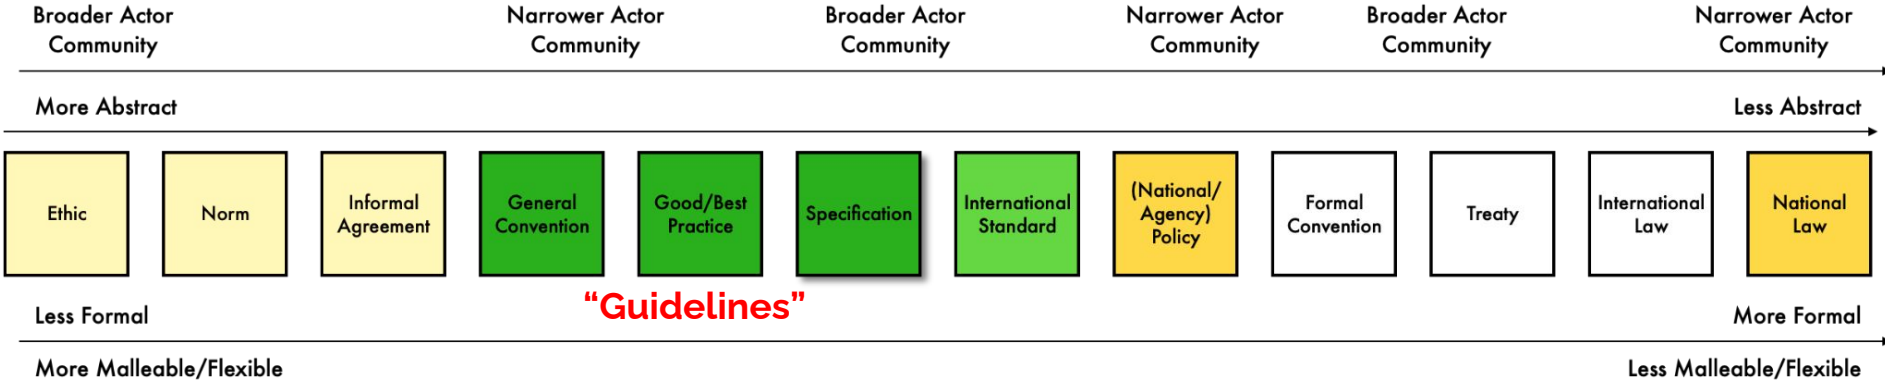 Broader Actor
Community
Narrower Actor
Community
Broader Actor
Community
Narrower Actor
Community
Broader Actor
Community
Narrower Actor
Community
More Abstract
Less Abstract
Ethic
Norm
Informal
Agreement
General
Convention
Good/Best
Practice
Specification
International
Standard
(National/
Agency)
Policy
Formal
Convention
Treaty
International
Law
National
Law
“Guidelines”
Less Formal
More Formal
More Malleable/Flexible
Less Malleable/Flexible